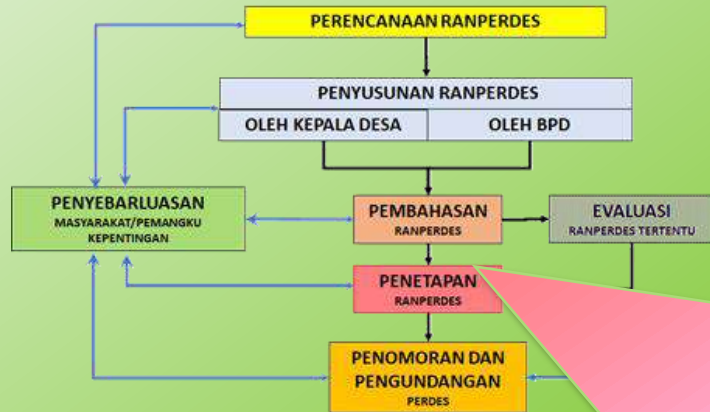 PERENCANAAN RANPERDES
PENYUSUNAN RANPERDES
OLEH KEPALA DESA
OLEH BPD
PENYEBARLUASAN
MASYARAKAT/PEMANGKU
KEPENTINGAN
PEMBAHASAN
RANPERDES
EVALUASI
RANPERDES TERTENTU
PENETAPAN
RANPERDES
PENOMORAN DAN
PENGUNDANGAN
PERDES